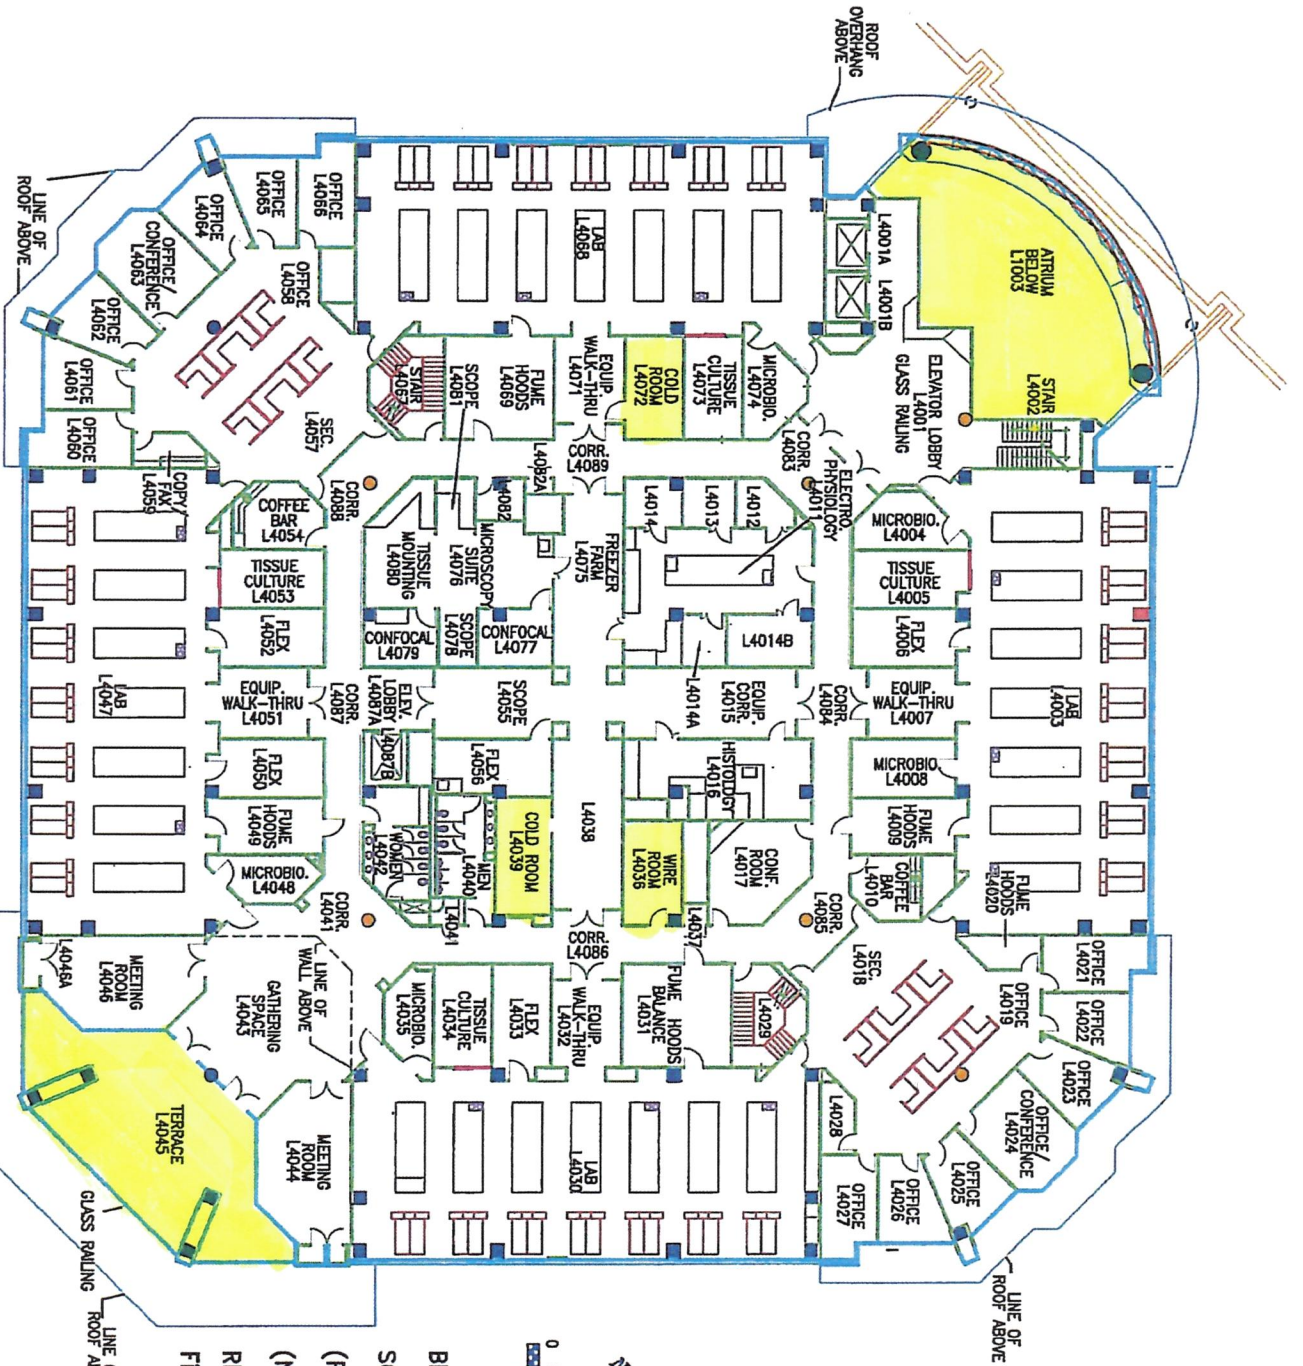 ROOF
OVERHANG
ABOVE
ATRIUM
BELOW
L1003
STAIR
L4002
L4001A
L4001B
ELEVATOR LOBBY
L4001
GLASS RAILING
LAB
L4003
MICROBIO.
L4004
TISSUE
CULTURE
L4005
FLEX
L4006
EQUIP.
WALK-THRU
L4007
MICROBIO.
L4008
FUME
HOODS
L4009
COFFEE
BAR
L4010
FUME
HOODS
L4020
OFFICE
L4021
OFFICE
L4022
OFFICE
L4019
OFFICE
L4023
OFFICE/
CONFERENCE
L4024
OFFICE
L4025
OFFICE
L4026
OFFICE
L4027
L4028
SEC.
L4018
LINE OF
ROOF ABOVE
CORR.
L4083
ELECTRO.
PHYSIOLOGY
L4011
L4012
L4013
L4014
L4014B
L4014A
CORR.
L4084
EQUIP.
CORR.
L4015
HISTOLOGY
L4016
CONF.
ROOM
L4017
CORR.
L4085
WIRE
ROOM
L4036
L4037
L4029
FUME HOODS
BALANCE
L4031
EQUIP.
WALK-THRU
L4032
FLEX
L4033
TISSUE
CULTURE
L4034
MICROBIO.
L4035
LAB
L4030
CORR.
L4086
L4038
COLD ROOM
L4039
MEN
L4040
L4041
WOMEN
L4042
CORR.
L4041
LAB
L4068
MICROBIO.
L4074
TISSUE
CULTURE
L4073
COLD
ROOM
L4072
EQUIP.
WALK-THRU
L4071
FUME
HOODS
L4069
SCOPE
L4081
STAIR
L4067
CORR.
L4089
L4082A
L4082
FREEZER
FARM
L4075
MICROSCOPY
SUITE
L4076
TISSUE
MOUNTING
L4080
CONFOCAL
L4077
SCOPE
L4078
CONFOCAL
L4079
SCOPE
L4055
ELEV.
LOBBY
L4087A
L4087B
FLEX
L4056
CORR.
L4087
CORR.
L4088
OFFICE
L4066
OFFICE
L4065
OFFICE
L4064
OFFICE/
CONFERENCE
L4063
OFFICE
L4062
OFFICE
L4061
OFFICE
L4060
OFFICE
L4058
SEC.
L4057
COPY/
FAX
L4059
LINE OF
ROOF ABOVE
COFFEE
BAR
L4054
TISSUE
CULTURE
L4053
FLEX
L4052
EQUIP.
WALK-THRU
L4051
FLEX
L4050
FUME
HOODS
L4049
MICROBIO.
L4048
LAB
L4047
LINE OF
WALL ABOVE
GATHERING
SPACE
L4043
MEETING
ROOM
L4046
L4046A
MEETING
ROOM
L4044
TERRACE
L4045
GLASS RAILING
LINE
ROOF
0